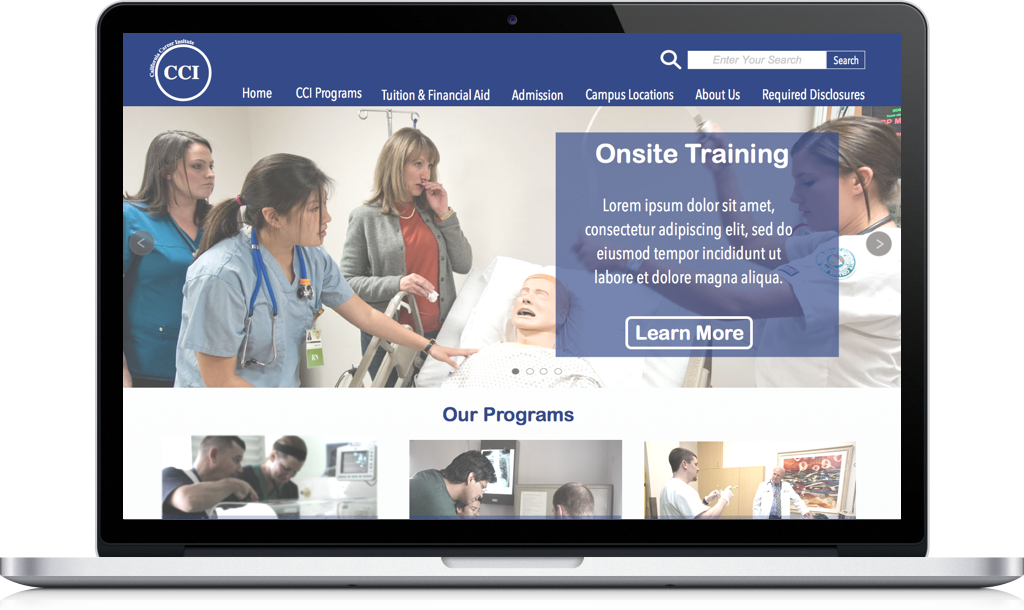 California Career Insitute
CCI
Enter Your Search
Search
Home
CCI Programs
Tuition & Financial Aid
Admission
Campus Locations
About Us
Required Disclosures
Onsite Training
Lorem ipsum dolor sit amet,
consectetur adipiscing elit, sed do
eiusmod tempor incididunt ut
labore et dolore magna aliqua.
Learn More
<
>
RN
Our Programs